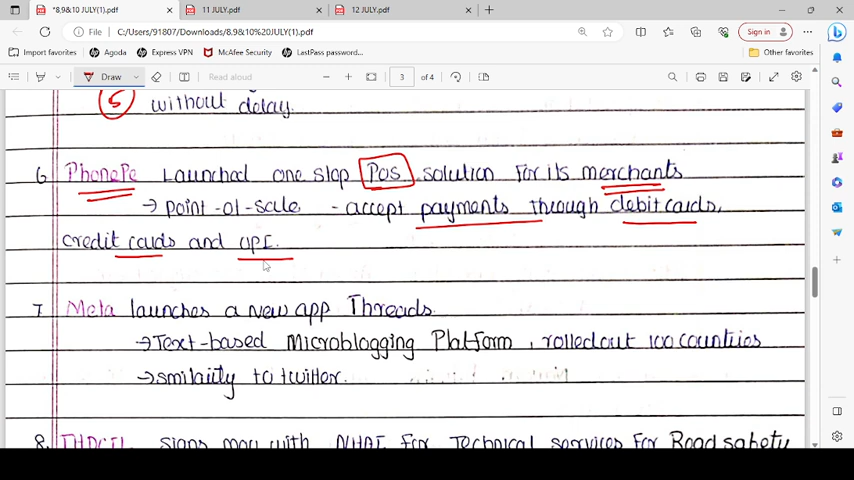 *8,9&10 JULY(1).pdf
11 JULY.pdf
12 JULY.pdf
File
C:/Users/91807/Downloads/8,9&10%20JULY(1).pdf
Sign in
Import favorites
Agoda
Express VPN
McAfee Security
LastPass password...
Other favorites
Draw
Read aloud
3
of 4
5 without delay.
6 PhonePe Launched one stop POS solution for its merchants
→ point-of-sale - accept payments through debit cards,
credit cards and UPI.
7. Meta launches a new app Threads.
→ Text-based Microblogging Platform, rolledout 100 countries
→ smilarity to twitter.
8. THDCIL signs mou with NHAI for Technical services for Road safety